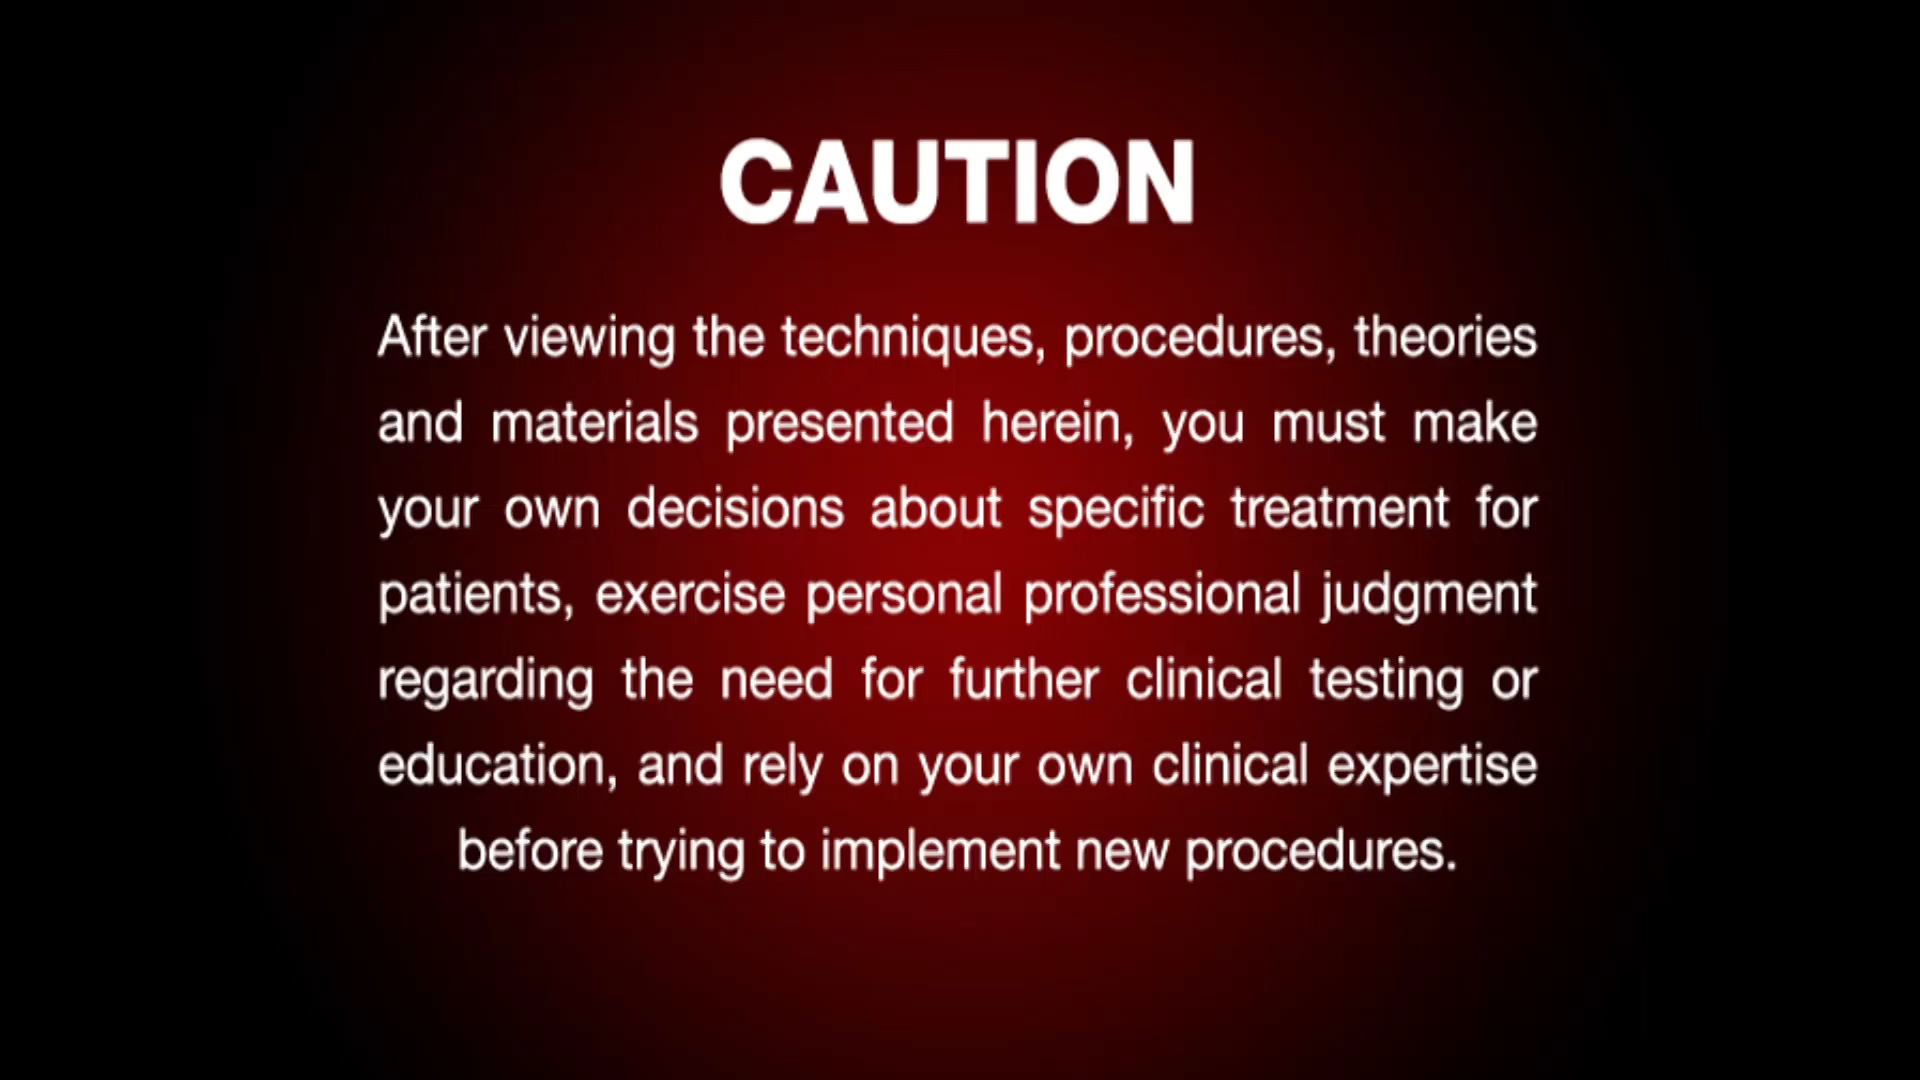 CAUTION
After viewing the techniques, procedures, theories
and materials presented herein, you must make
your own decisions about specific treatment for
patients, exercise personal professional judgment
regarding the need for further clinical testing or
education, and rely on your own clinical expertise
before trying to implement new procedures.